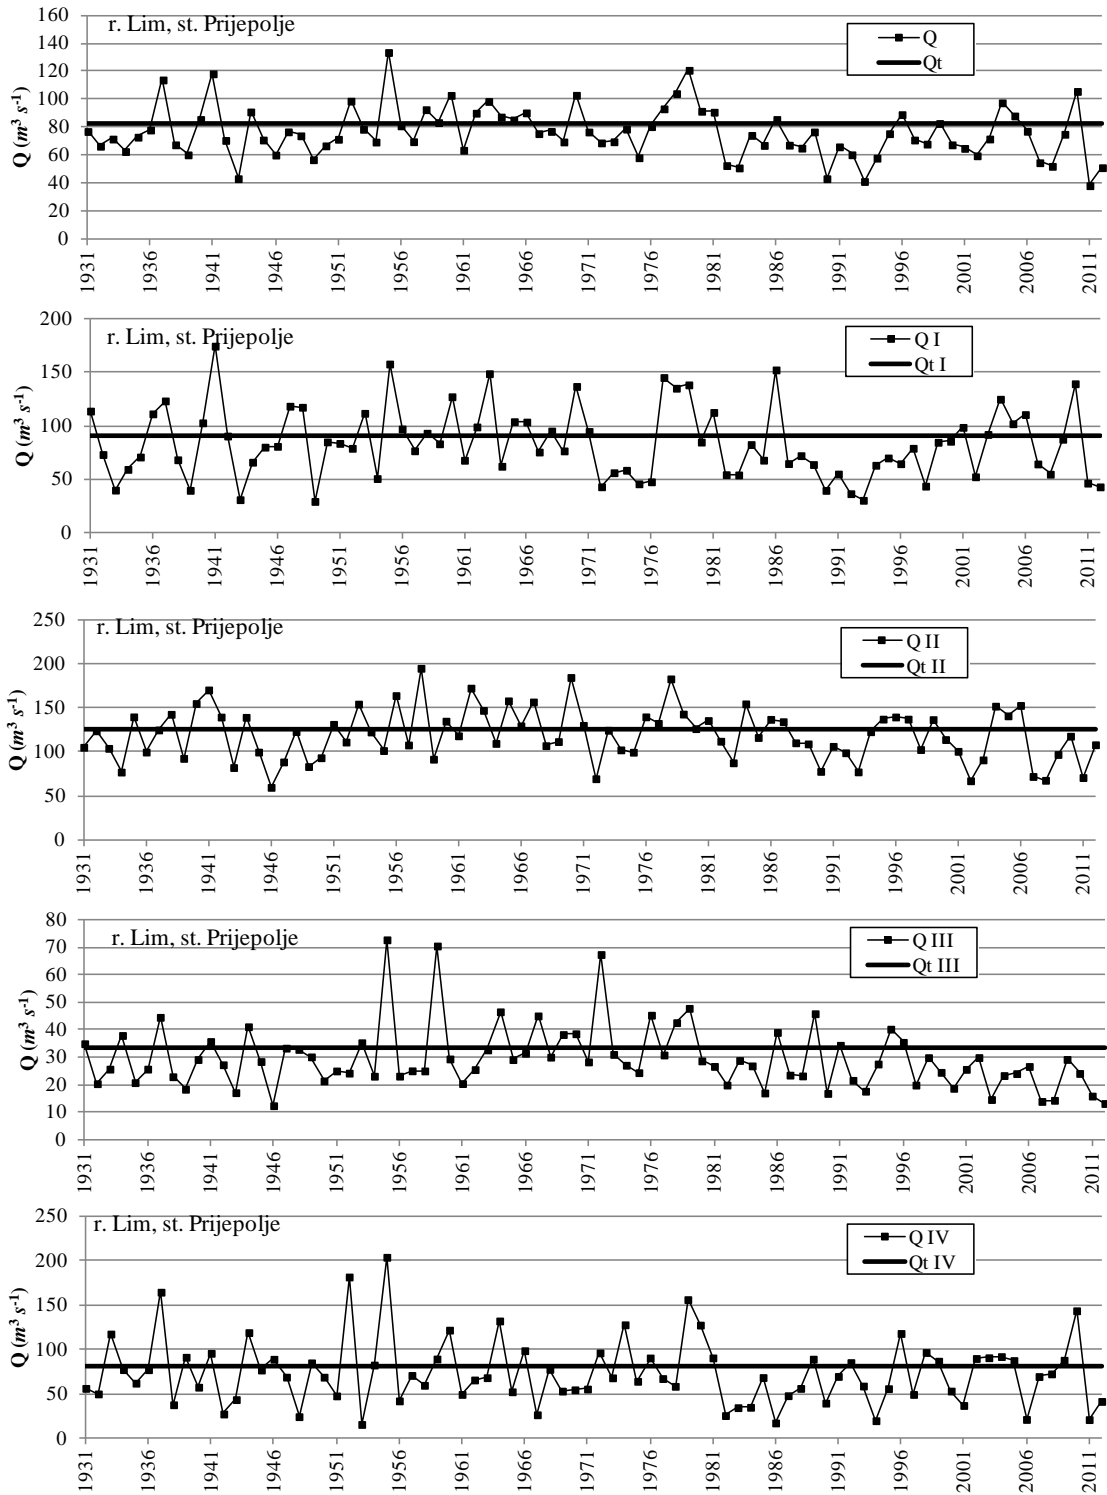 r. Lim, st. Prijepolje
Q (m³ s⁻¹)
160
140
120
100
80
60
40
20
0
Q
Qt
1931 1936 1941 1946 1951 1956 1961 1966 1971 1976 1981 1986 1991 1996 2001 2006 2011
r. Lim, st. Prijepolje
Q (m³ s⁻¹)
200
150
100
50
0
Q I
Qt I
1931 1936 1941 1946 1951 1956 1961 1966 1971 1976 1981 1986 1991 1996 2001 2006 2011
r. Lim, st. Prijepolje
Q (m³ s⁻¹)
250
200
150
100
50
0
Q II
Qt II
1931 1936 1941 1946 1951 1956 1961 1966 1971 1976 1981 1986 1991 1996 2001 2006 2011
r. Lim, st. Prijepolje
Q (m³ s⁻¹)
80
70
60
50
40
30
20
10
0
Q III
Qt III
1931 1936 1941 1946 1951 1956 1961 1966 1971 1976 1981 1986 1991 1996 2001 2006 2011
r. Lim, st. Prijepolje
Q (m³ s⁻¹)
250
200
150
100
50
0
Q IV
Qt IV
1931 1936 1941 1946 1951 1956 1961 1966 1971 1976 1981 1986 1991 1996 2001 2006 2011